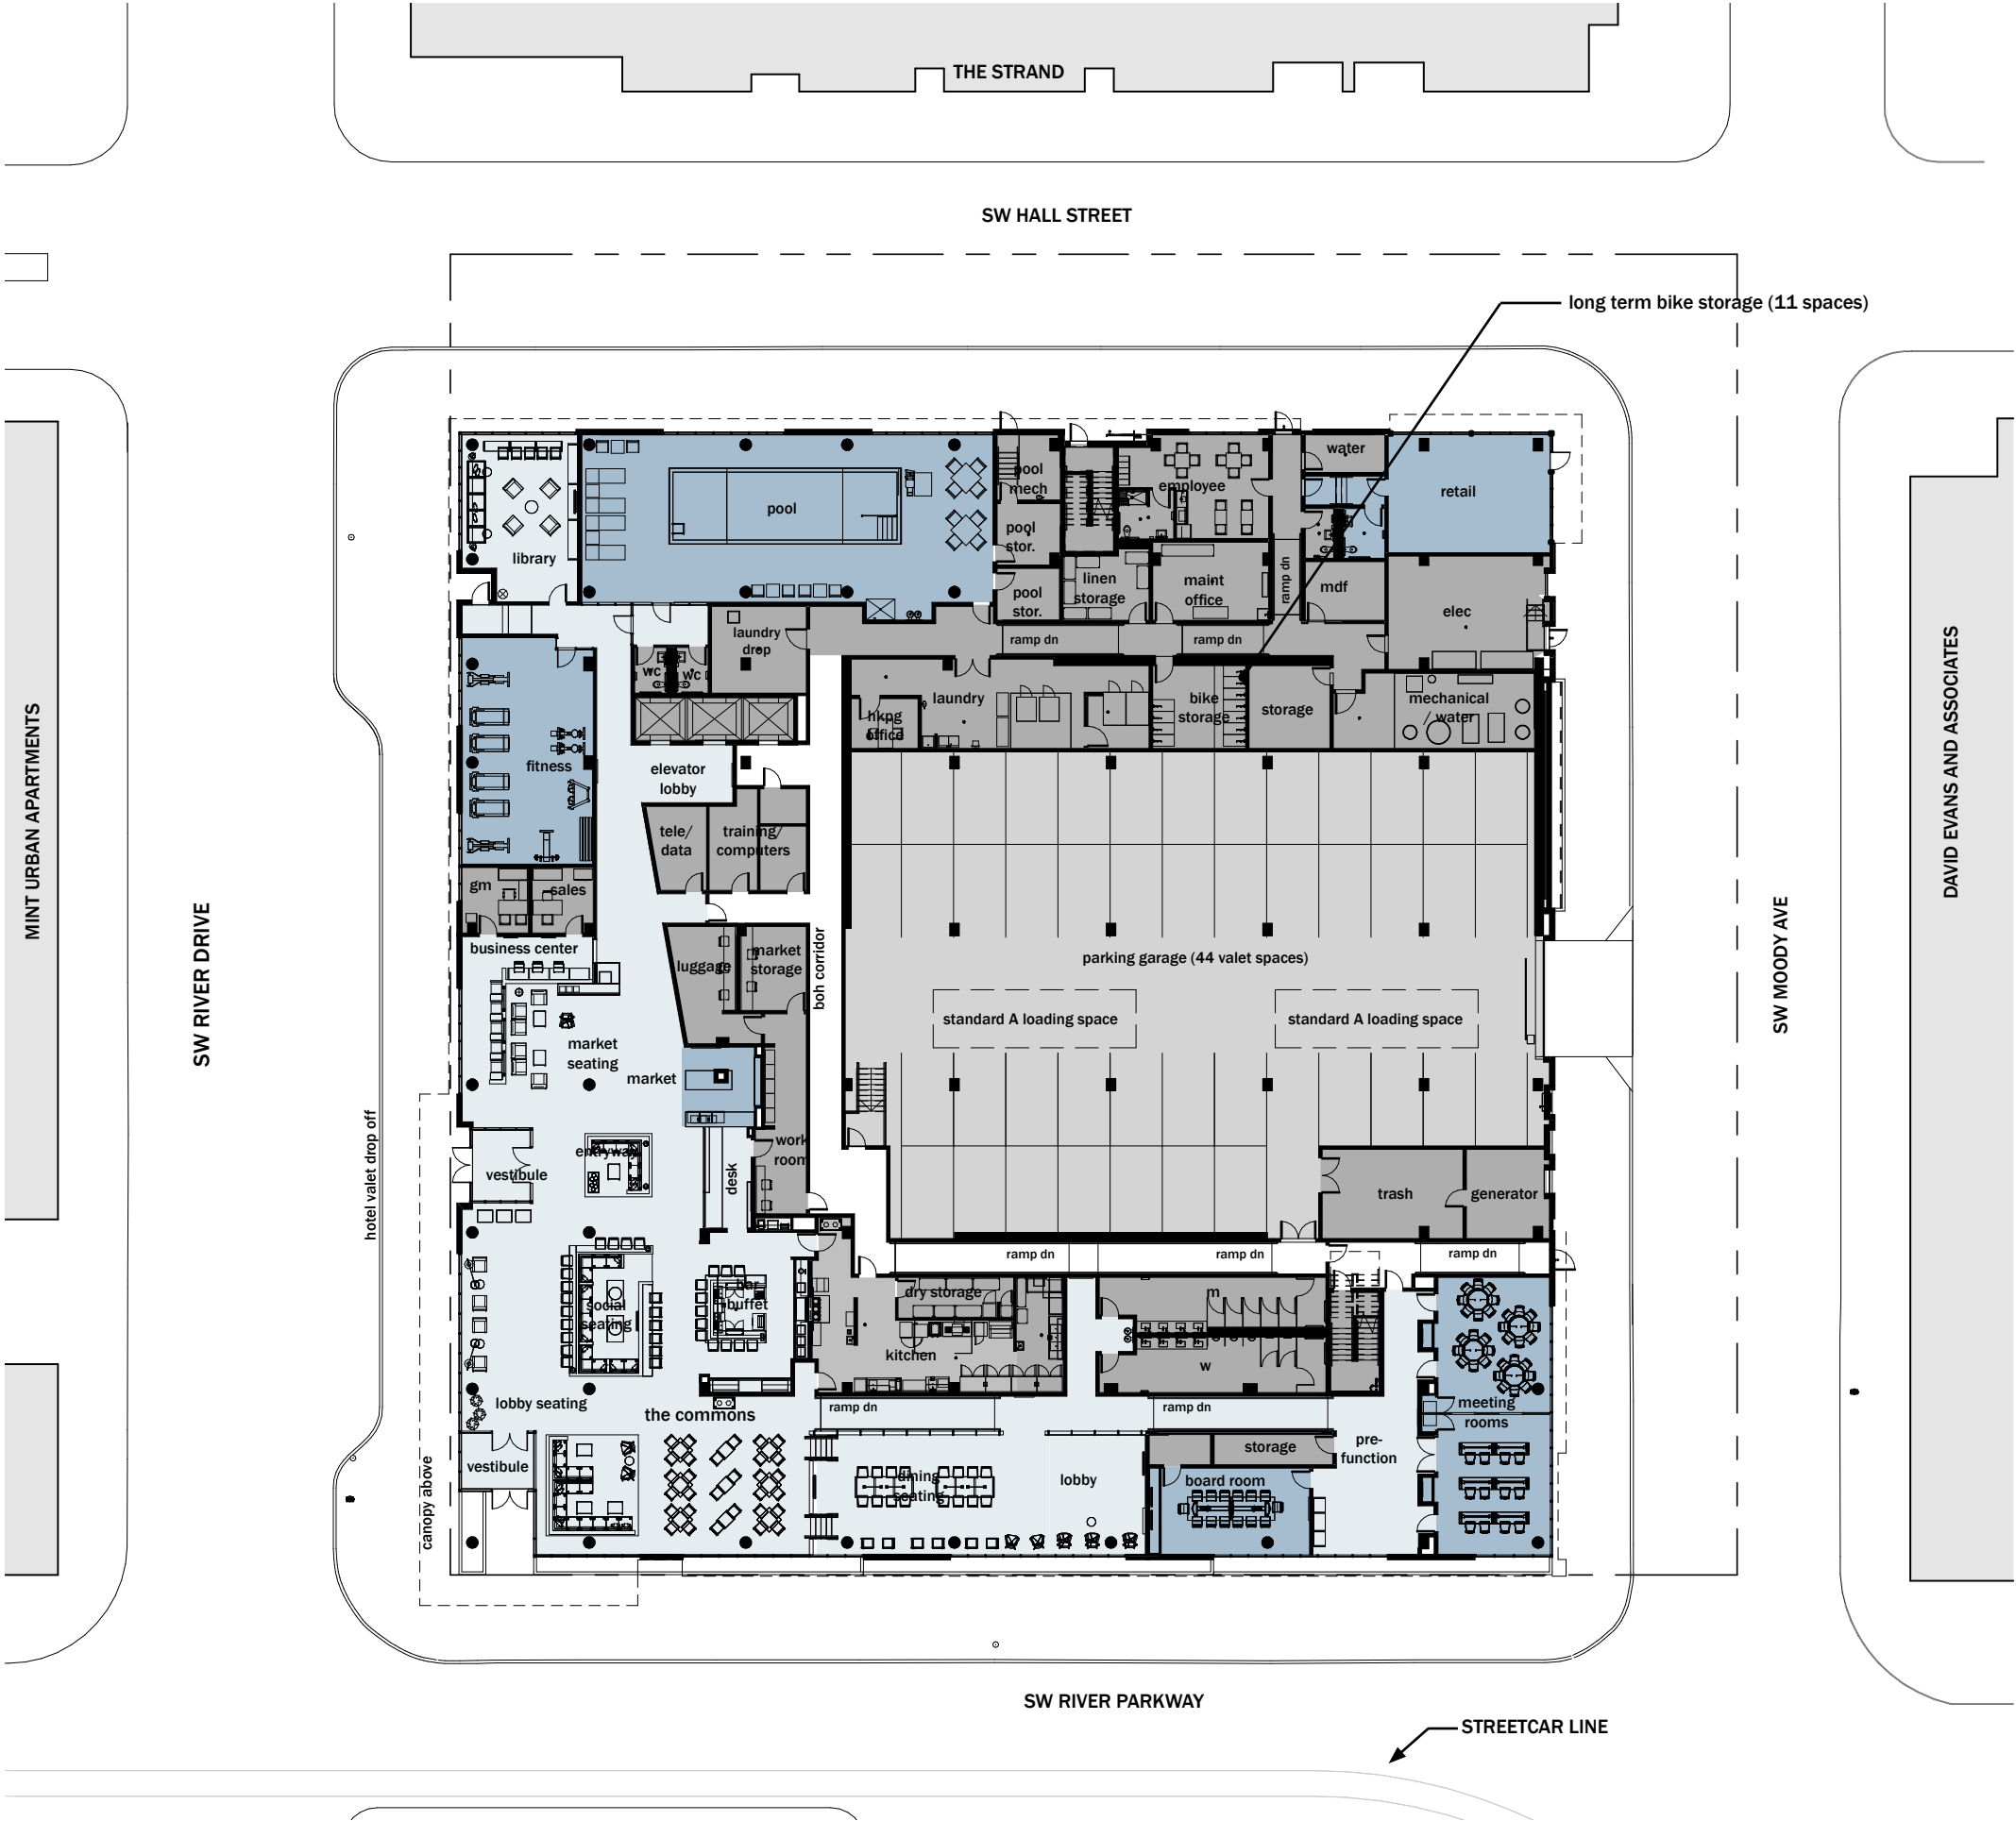 THE STRAND
SW HALL STREET
long term bike storage (11 spaces)
water
pool
mech
employee
retail
pool
library
pool
stor.
linen
storage
maint
office
ramp dn
mdf
pool
stor.
elec
laundry
drop
ramp dn
ramp dn
wc
wc
laundry
bike
storage
storage
mechanical
/ water
hkpg
office
fitness
elevator
lobby
tele/
data
training/
computers
gm
sales
business center
luggage
market
storage
boh corridor
parking garage (44 valet spaces)
standard A loading space
standard A loading space
market
seating
market
entryway
vestibule
desk
work
room
trash
generator
ramp dn
ramp dn
ramp dn
social
seating
bar
buffet
dry storage
m
kitchen
w
lobby seating
the commons
ramp dn
ramp dn
meeting
rooms
vestibule
dining
seating
lobby
storage
board room
pre-
function
MINT URBAN APARTMENTS
SW RIVER DRIVE
hotel valet drop off
canopy above
SW MOODY AVE
DAVID EVANS AND ASSOCIATES
SW RIVER PARKWAY
STREETCAR LINE